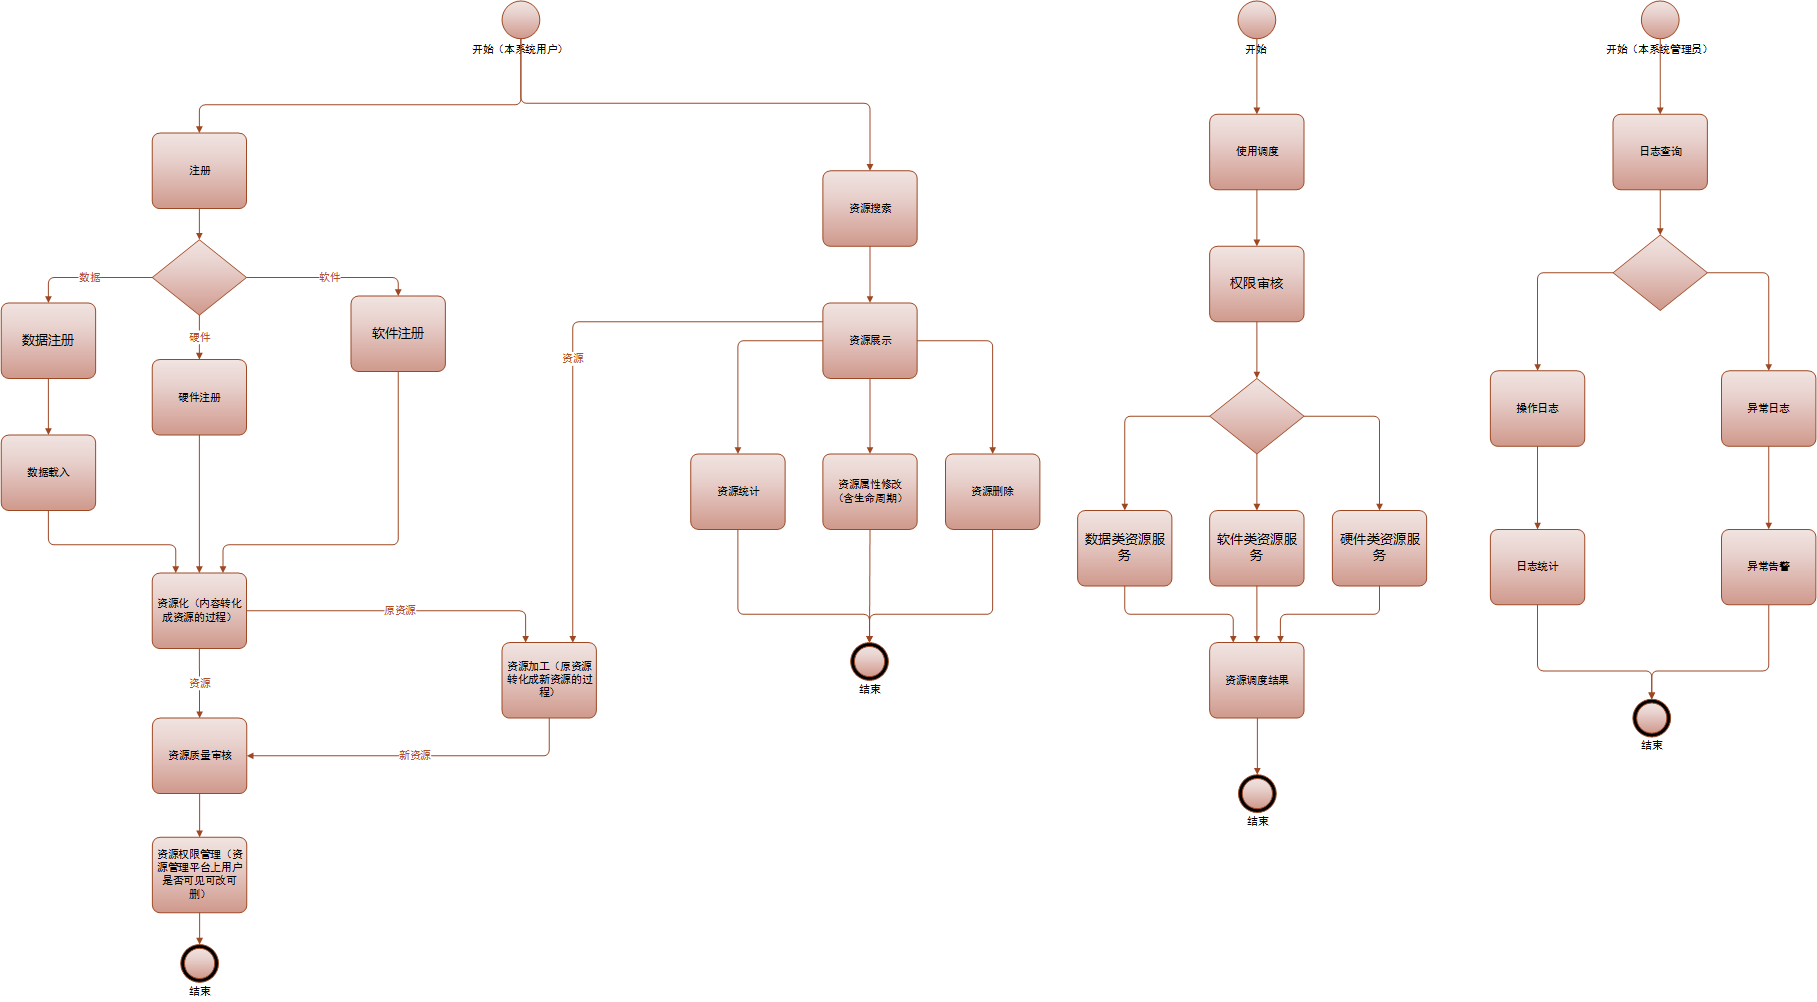 开始（本系统用户）
开始
开始（本系统管理员）
注册
使用调度
日志查询
资源搜索
数据
软件
硬件
权限审核
数据注册
软件注册
资源展示
资源
硬件注册
操作日志
异常日志
数据载入
资源统计
资源属性修改
（含生命周期）
资源删除
数据类资源服
务
软件类资源服
务
硬件类资源服
务
日志统计
异常告警
资源化（内容转化
成资源的过程）
原资源
资源加工（原资源
转化成新资源的过
程）
资源
结束
资源调度结果
资源质量审核
新资源
结束
结束
资源权限管理（资
源管理平台上用户
是否可见可改可
删）
结束